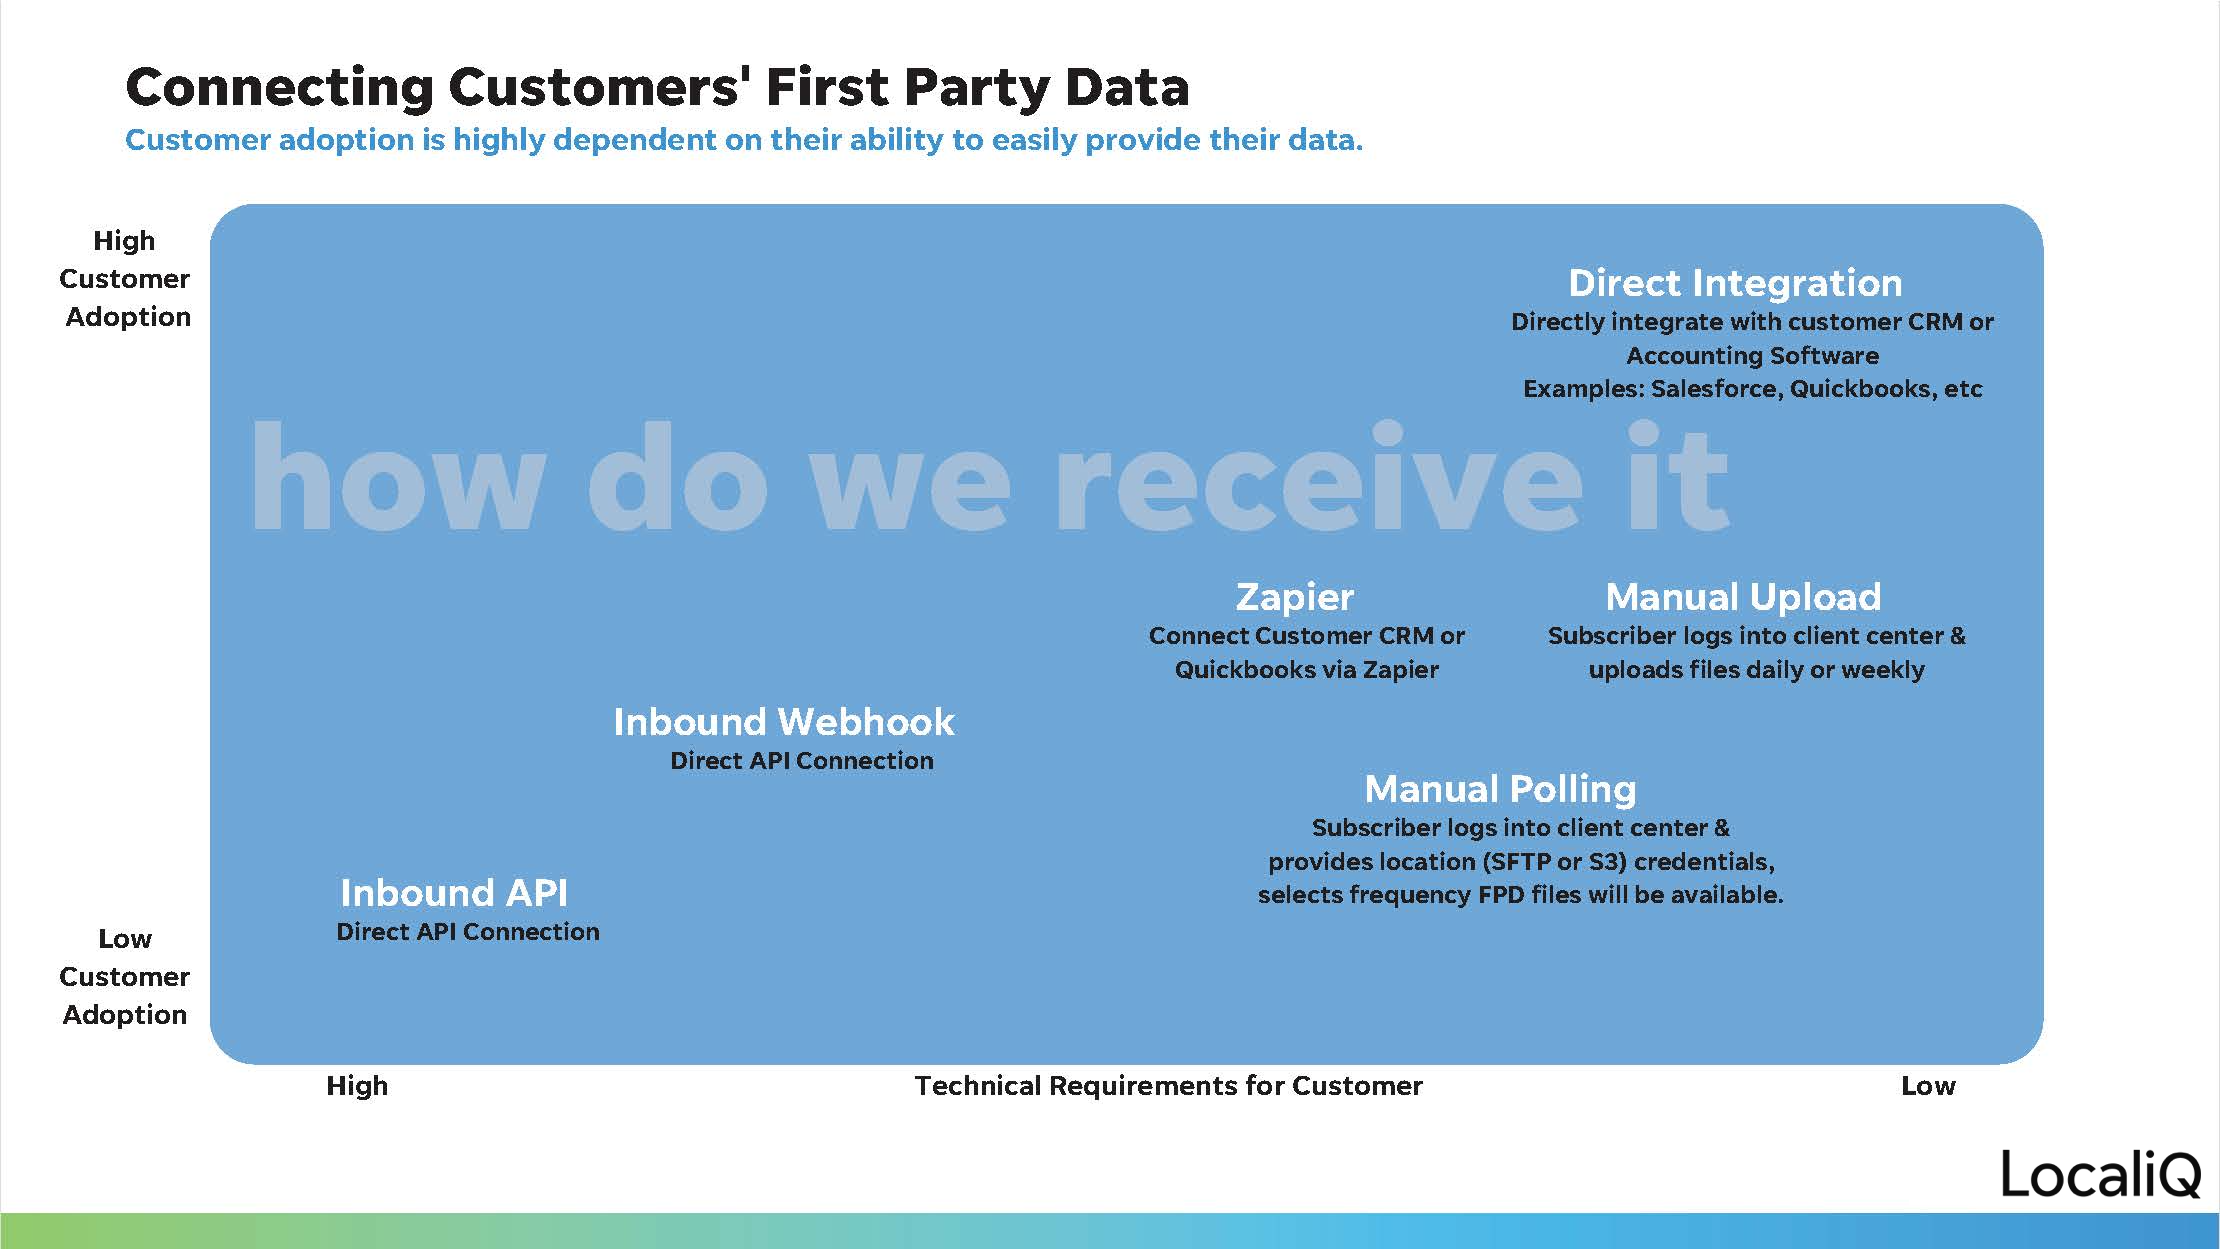 Connecting Customers' First Party Data
Customer adoption is highly dependent on their ability to easily provide their data.
High
Customer
Adoption
Direct Integration
Directly integrate with customer CRM or
Accounting Software
Examples: Salesforce, Quickbooks, etc
how do we receive it
Zapier
Connect Customer CRM or
Quickbooks via Zapier
Manual Upload
Subscriber logs into client center &
uploads files daily or weekly
Inbound Webhook
Direct API Connection
Manual Polling
Subscriber logs into client center &
provides location (SFTP or S3) credentials,
selects frequency FPD files will be available.
Inbound API
Direct API Connection
Low
Customer
Adoption
High
Technical Requirements for Customer
Low
LocaliQ